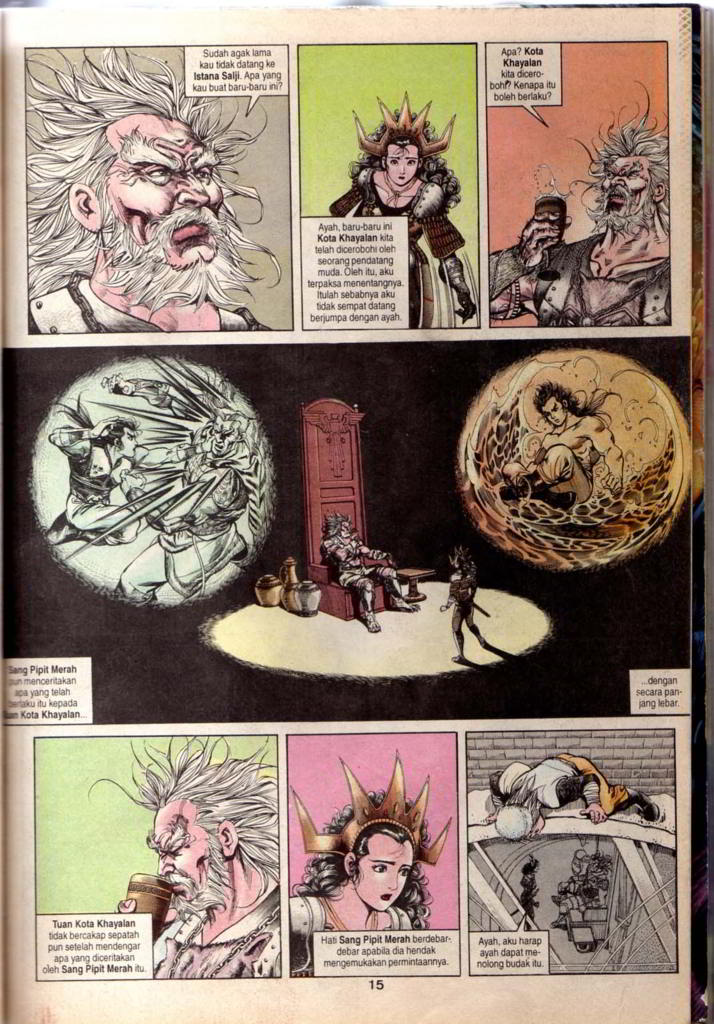 Sudah agak lama
kau tidak datang ke
Istana Salji. Apa yang
kau buat baru-baru ini?
Ayah, baru-baru ini
Kota Khayalan kita
telah dicerobohi oleh
seorang pendatang
muda. Oleh itu, aku
terpaksa menentangnya.
Itulah sebabnya aku
tidak sempat datang
berjumpa dengan ayah.
Apa? Kota
Khayalan
kita dicero-
bohi? Kenapa itu
boleh berlaku?
Sang Pipit Merah
pun menceritakan
apa yang telah
berlaku itu kepada
Tuan Kota Khayalan...
...dengan
secara pan-
jang lebar.
Tuan Kota Khayalan
tidak bercakap sepatah
pun setelah mendengar
apa yang diceritakan
oleh Sang Pipit Merah itu.
Hati Sang Pipit Merah berdebar-
debar apabila dia hendak
mengemukakan permintaannya.
Ayah, aku harap
ayah dapat me-
nolong budak itu.
15